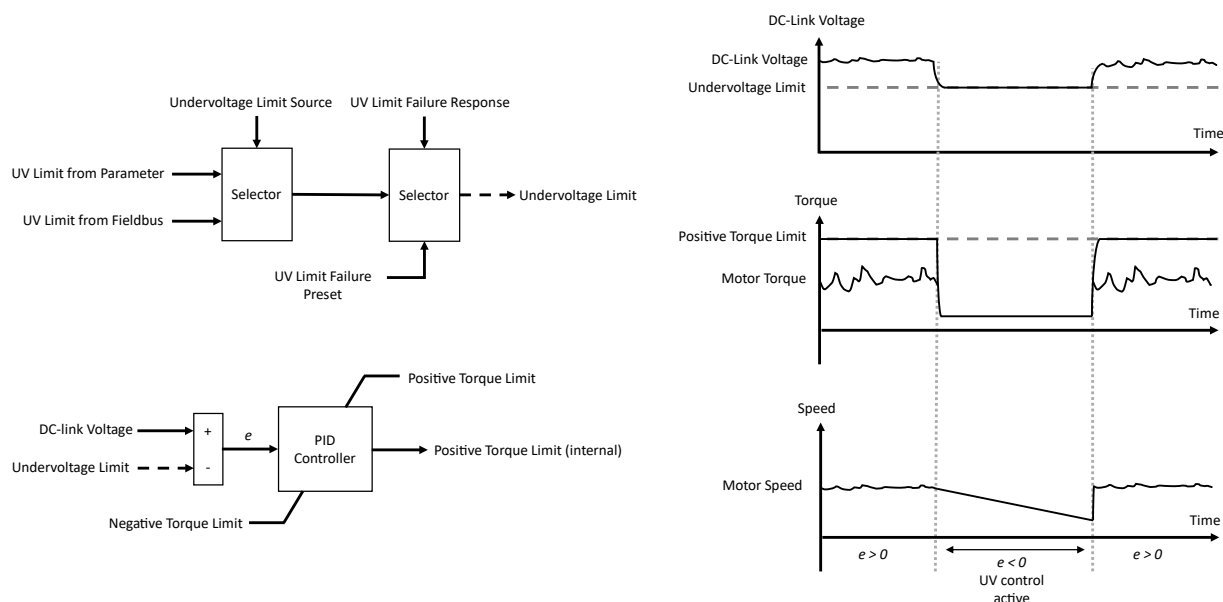 Undervoltage Limit Source
UV Limit Failure Response
UV Limit from Parameter
UV Limit from Fieldbus
Selector
Selector
Undervoltage Limit
UV Limit Failure
Preset
DC-link Voltage
Undervoltage Limit
+
-
e
PID
Controller
Positive Torque Limit
Positive Torque Limit (internal)
Negative Torque Limit
DC-Link Voltage
DC-Link Voltage
Undervoltage Limit
Time
Torque
Positive Torque Limit
Motor Torque
Time
Speed
Motor Speed
Time
e > 0
e < 0
e > 0
UV control
active